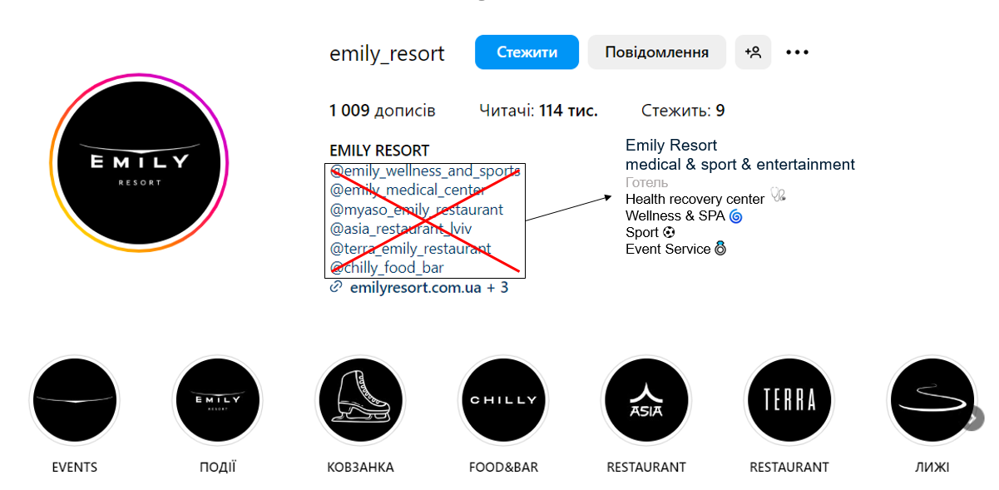 emily_resort
Стежити
Повідомлення
1 009 дописів
Читачі: 114 тис.
Стежить: 9
EMILY
RESORT
EMILY RESORT
@emily_wellness_and_sports
@emily_medical_center
@myaso_emily_restaurant
@asia_restaurant_lviv
@terra_emily_restaurant
@chilly_food_bar
emilyresort.com.ua + 3
Emily Resort
medical & sport & entertainment
Готель
Health recovery center 🩺
Wellness & SPA 🌀
Sport ⚽
Event Service 💍
EMILY
RESORT
CHILLY
ASIA
TERRA
EVENTS
ПОДІЇ
КОВЗАНКА
FOOD&BAR
RESTAURANT
RESTAURANT
ЛИЖІ